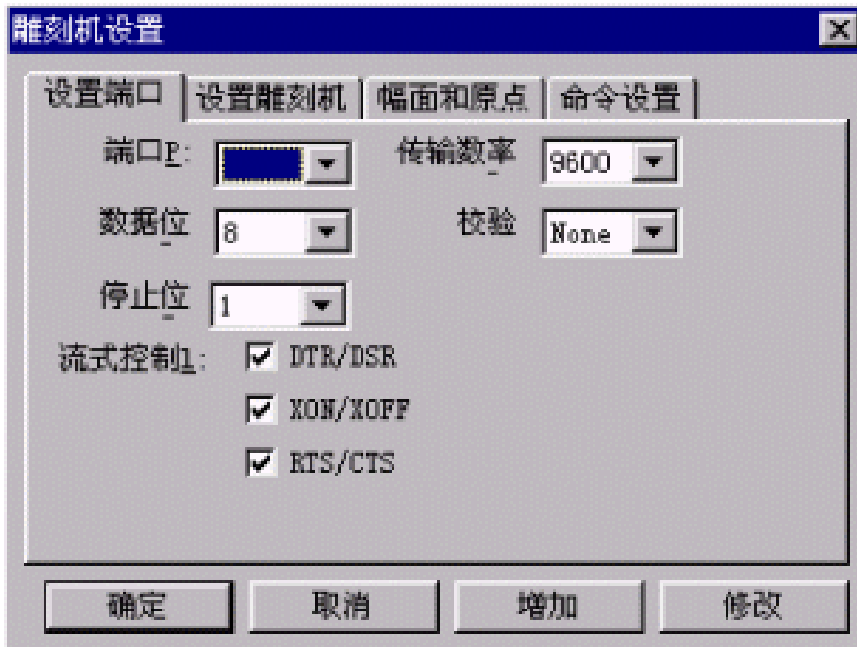 雕刻机设置
设置端口 设置雕刻机 幅面和原点 命令设置
端口P: 传输数率 9600
数据位 8 校验 None
停止位 1
流式控制1: DTR/DSR
XON/XOFF
RTS/CTS
确定 取消 增加 修改